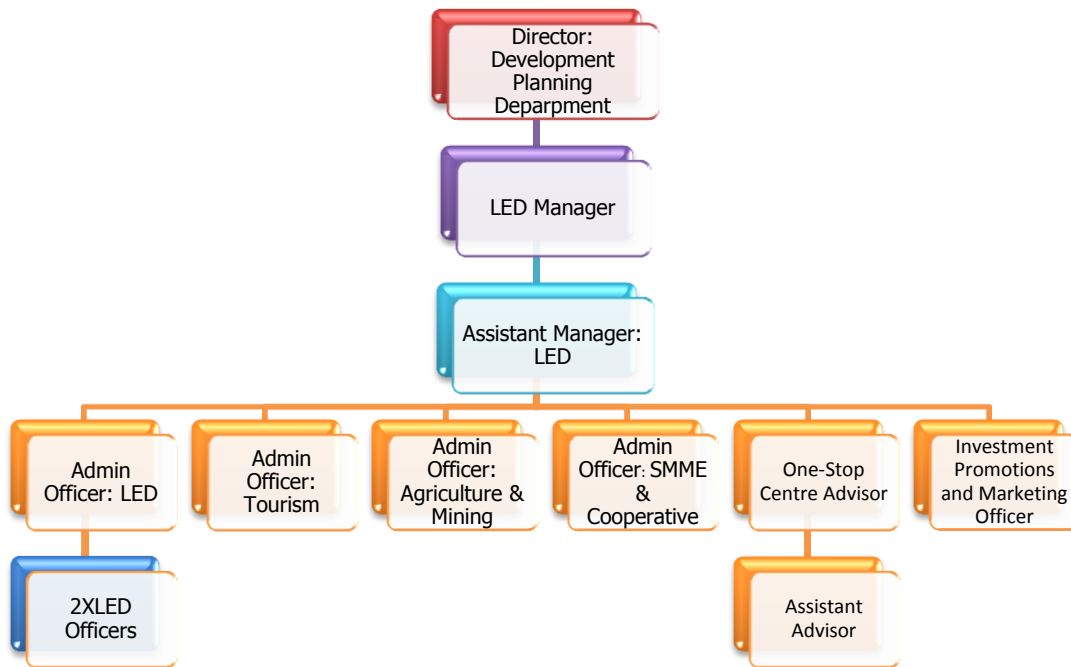 Director:
Development
Planning
Deparpment
LED Manager
Assistant Manager:
LED
Admin
Officer: LED
Admin
Officer:
Tourism
Admin
Officer:
Agriculture &
Mining
Admin
Officer: SMME
&
Cooperative
One-Stop
Centre Advisor
Investment
Promotions
and Marketing
Officer
2XLED
Officers
Assistant
Advisor